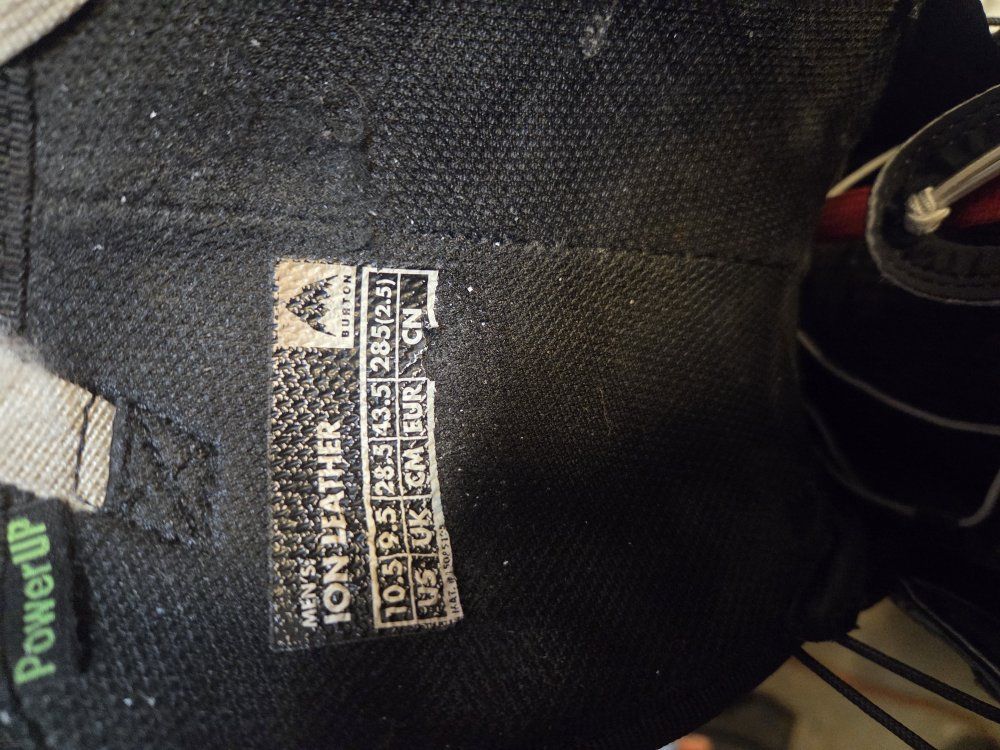 BURTON
MEN'S
ION LEATHER
10.5 9.5 28.5 43.5 285(2.5)
US UK CM EUR CN
MAT. #
PowerUP